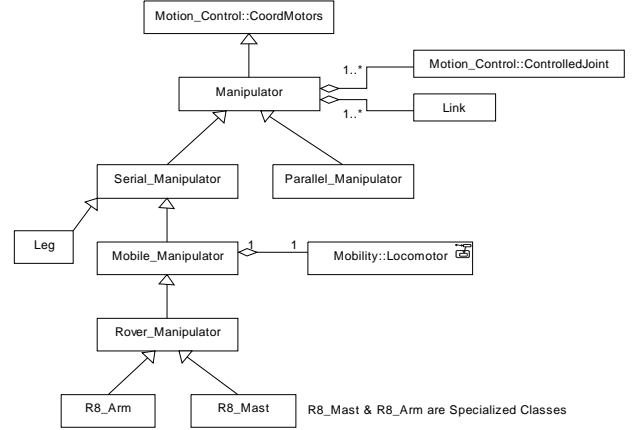 Motion_Control::CoordMotors
Motion_Control::ControlledJoint
1..*
Manipulator
Link
1..*
Serial_Manipulator
Parallel_Manipulator
Leg
Mobile_Manipulator
1
1
Mobility::Locomotor
Rover_Manipulator
R8_Arm
R8_Mast
R8_Mast & R8_Arm are Specialized Classes